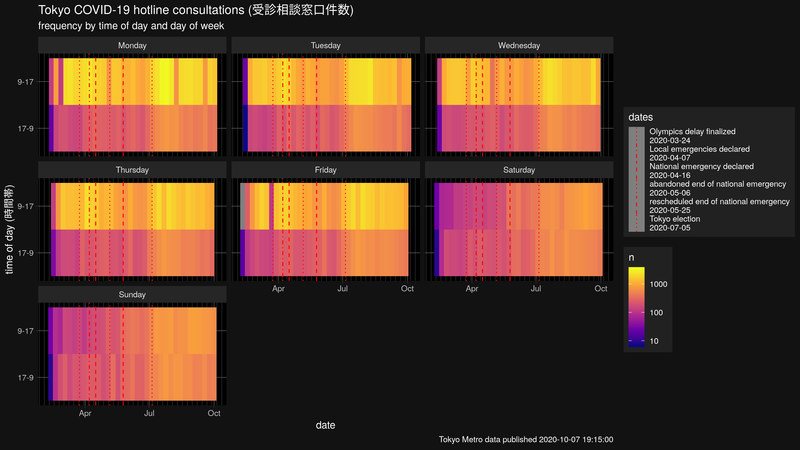 Tokyo COVID-19 hotline consultations (受診相談窓口件数)
frequency by time of day and day of week
Monday
Tuesday
Wednesday
9-17
17-9
Thursday
Friday
Saturday
9-17
17-9
Apr
Jul
Oct
Apr
Jul
Oct
Sunday
9-17
17-9
Apr
Jul
Oct
time of day (時間帯)
date
dates
Olympics delay finalized
2020-03-24
Local emergencies declared
2020-04-07
National emergency declared
2020-04-16
abandoned end of national emergency
2020-05-06
rescheduled end of national emergency
2020-05-25
Tokyo election
2020-07-05
n
1000
100
10
Tokyo Metro data published 2020-10-07 19:15:00